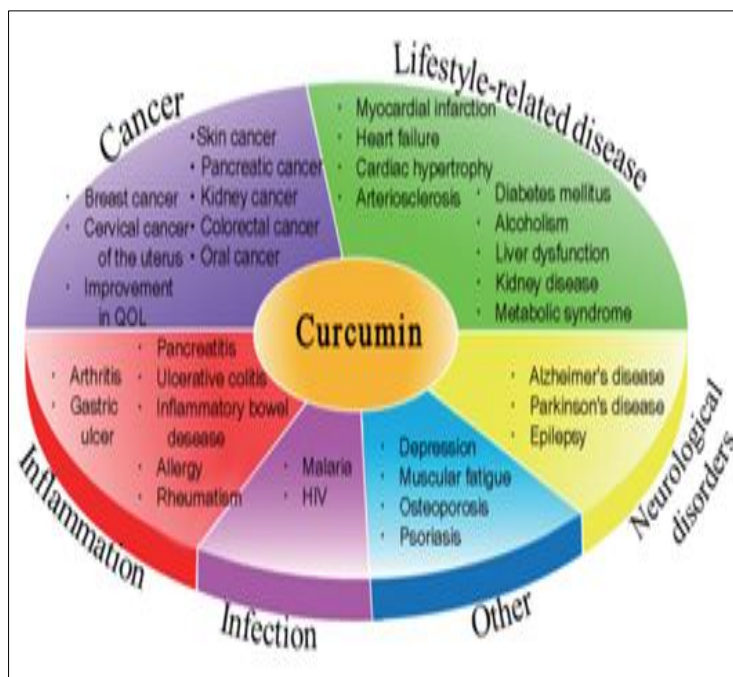 Cancer
•Skin cancer
• Pancreatic cancer
· Breast cancer • Kidney cancer
· Cervical cancer • Colorectal cancer
of the uterus • Oral cancer
· Improvement
in QOL
Lifestyle-related disease
· Myocardial infarction
· Heart failure
· Cardiac hypertrophy
· Arteriosclerosis
· Diabetes mellitus
· Alcoholism
· Liver dysfunction
· Kidney disease
· Metabolic syndrome
Curcumin
· Pancreatitis
· Arthritis · Ulcerative colitis
· Gastric · Inflammatory bowel
ulcer desease
· Allergy
· Rheumatism
Inflammation
· Malaria
· HIV
Infection
· Depression
· Muscular fatigue
· Osteoporosis
· Psoriasis
Other
· Alzheimer's disease
· Parkinson's disease
· Epilepsy
Neurological
disorders